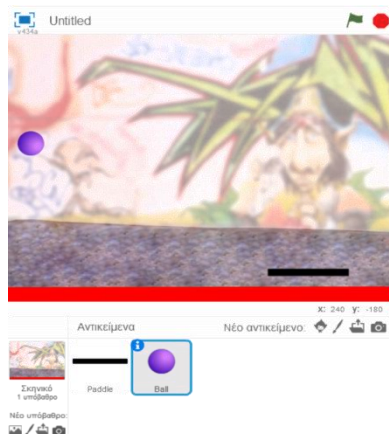 Untitled
v434a
X: 240 y: -180
Αντικείμενα
Νέο αντικείμενο:
Σκηνικό
1 υπόβαθρο
Paddle
Ball
Νέο υπόβαθρο: